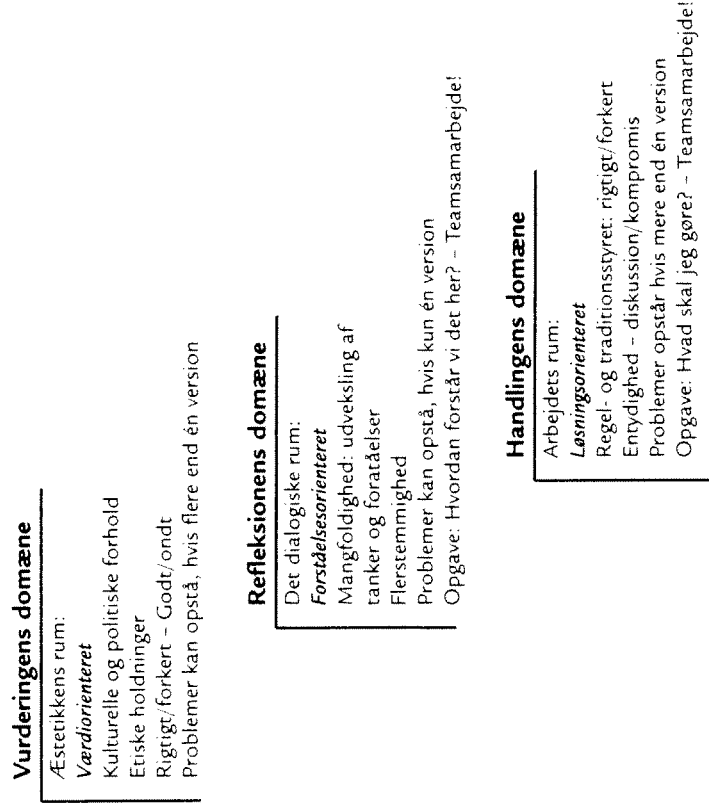 Vurderingens domæne
Æstetikkens rum:
Værdiorienteret
Kulturelle og politiske forhold
Etiske holdninger
Rigtigt/forkert – Godt/ondt
Problemer kan opstå, hvis flere end én version
Refleksionens domæne
Det dialogiske rum:
Forståelsesorienteret
Mangfoldighed: udveksling af
tanker og foratåelser
Flerstemmighed
Problemer kan opstå, hvis kun én version
Opgave: Hvordan forstår vi det her? – Teamsamarbejde!
Handlingens domæne
Arbejdets rum:
Løsningsorienteret
Regel- og traditionsstyret: rigtigt/forkert
Entydighed – diskussion/kompromis
Problemer opstår hvis mere end én version
Opgave: Hvad skal jeg gøre? – Teamsamarbejde!